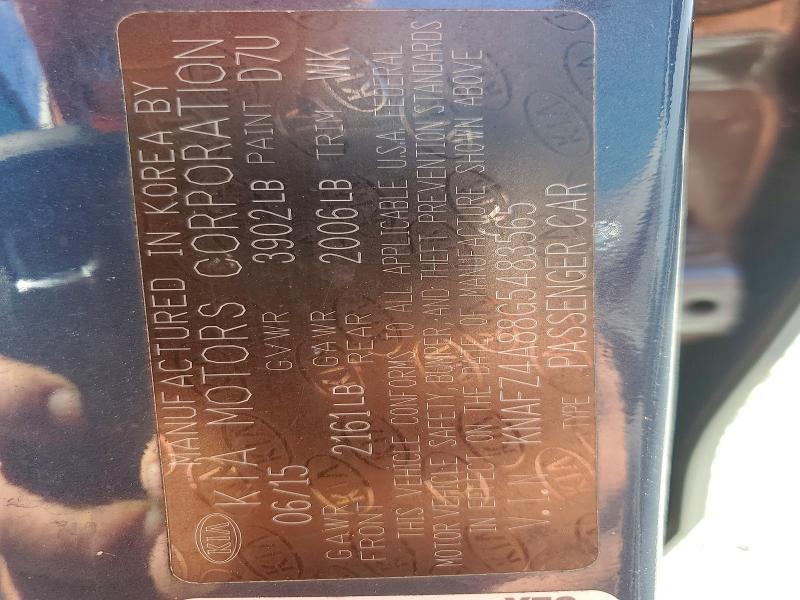 KIA
MANUFACTURED IN KOREA BY
KIA MOTORS CORPORATION
06/15 GVWR 3902LB PAINT D7U
GAWR FRONT 2161LB GAWR REAR 2006LB TRIM WK
THIS VEHICLE CONFORMS TO ALL APPLICABLE U.S.A. FEDERAL
MOTOR VEHICLE SAFETY BUMPER AND THEFT PREVENTION STANDARDS
IN EFFECT ON THE DATE OF MANUFACTURE SHOWN ABOVE
V.I.N KNAFZ4A88G5483565
TYPE PASSENGER CAR